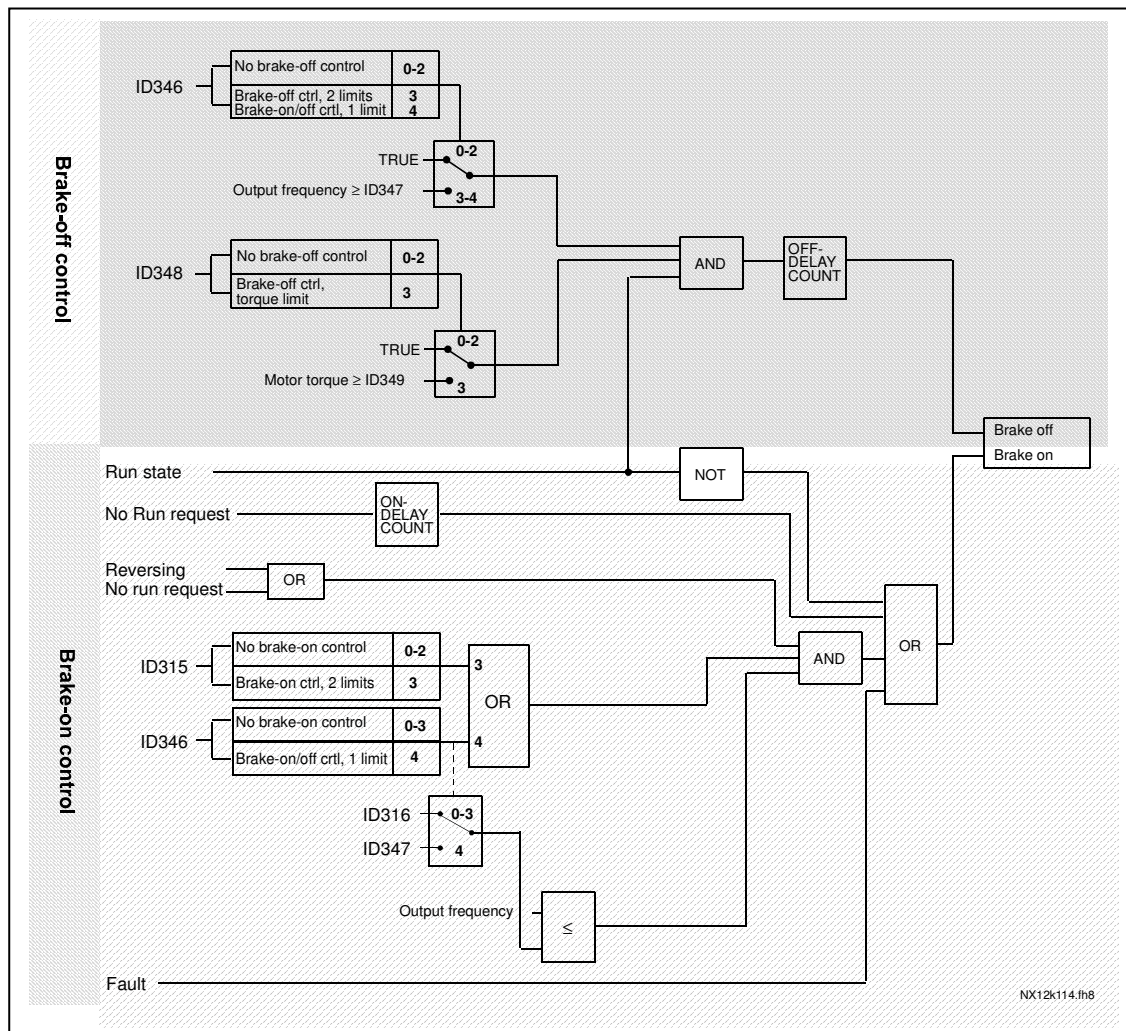 Brake-off control
No brake-off control 0-2
ID346
Brake-off ctrl, 2 limits 3
Brake-on/off crtl, 1 limit 4
TRUE
0-2
Output frequency ≥ ID347
3-4
No brake-off control 0-2
ID348
Brake-off ctrl,
torque limit
3
AND
OFF-
DELAY
COUNT
TRUE
0-2
Motor torque ≥ ID349
3
Brake off
Brake on
Brake-on control
Run state
NOT
No Run request
ON-
DELAY
COUNT
Reversing
No run request
OR
No brake-on control 0-2
ID315
Brake-on ctrl, 2 limits 3
3
OR
AND
OR
No brake-on control 0-3
ID346
Brake-on/off crtl, 1 limit 4
4
ID316
0-3
ID347
4
Output frequency
≤
Fault
NX12k114.fh8